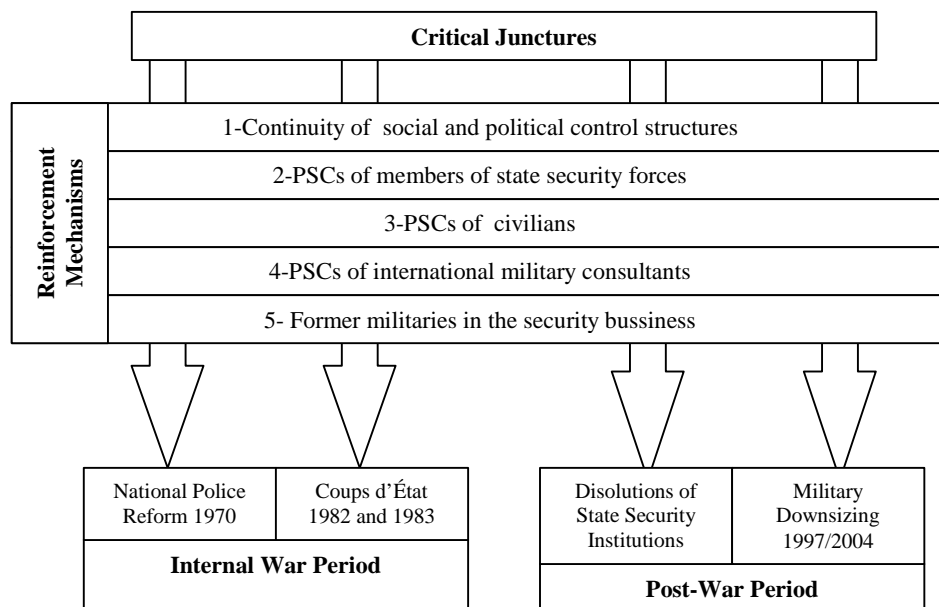 Critical Junctures
Reinforcement
Mechanisms
1-Continuity of social and political control structures
2-PSCs of members of state security forces
3-PSCs of civilians
4-PSCs of international military consultants
5- Former militaries in the security bussiness
National Police
Reform 1970
Coups d'État
1982 and 1983
Internal War Period
Disolutions of
State Security
Institutions
Military
Downsizing
1997/2004
Post-War Period